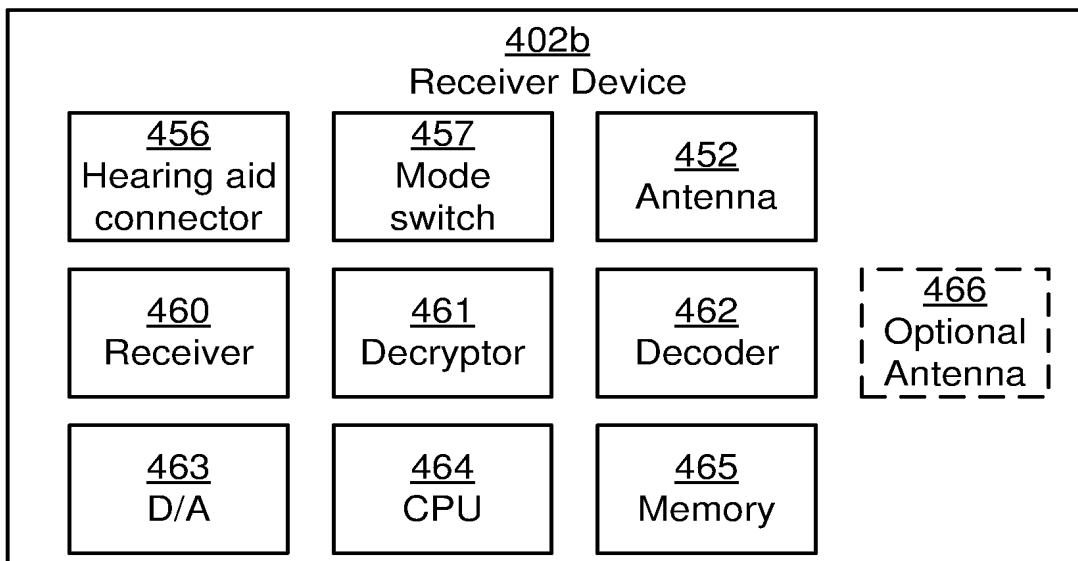 402b
Receiver Device
456
Hearing aid
connector
457
Mode
switch
452
Antenna
460
Receiver
461
Decryptor
462
Decoder
466
Optional
Antenna
463
D/A
464
CPU
465
Memory